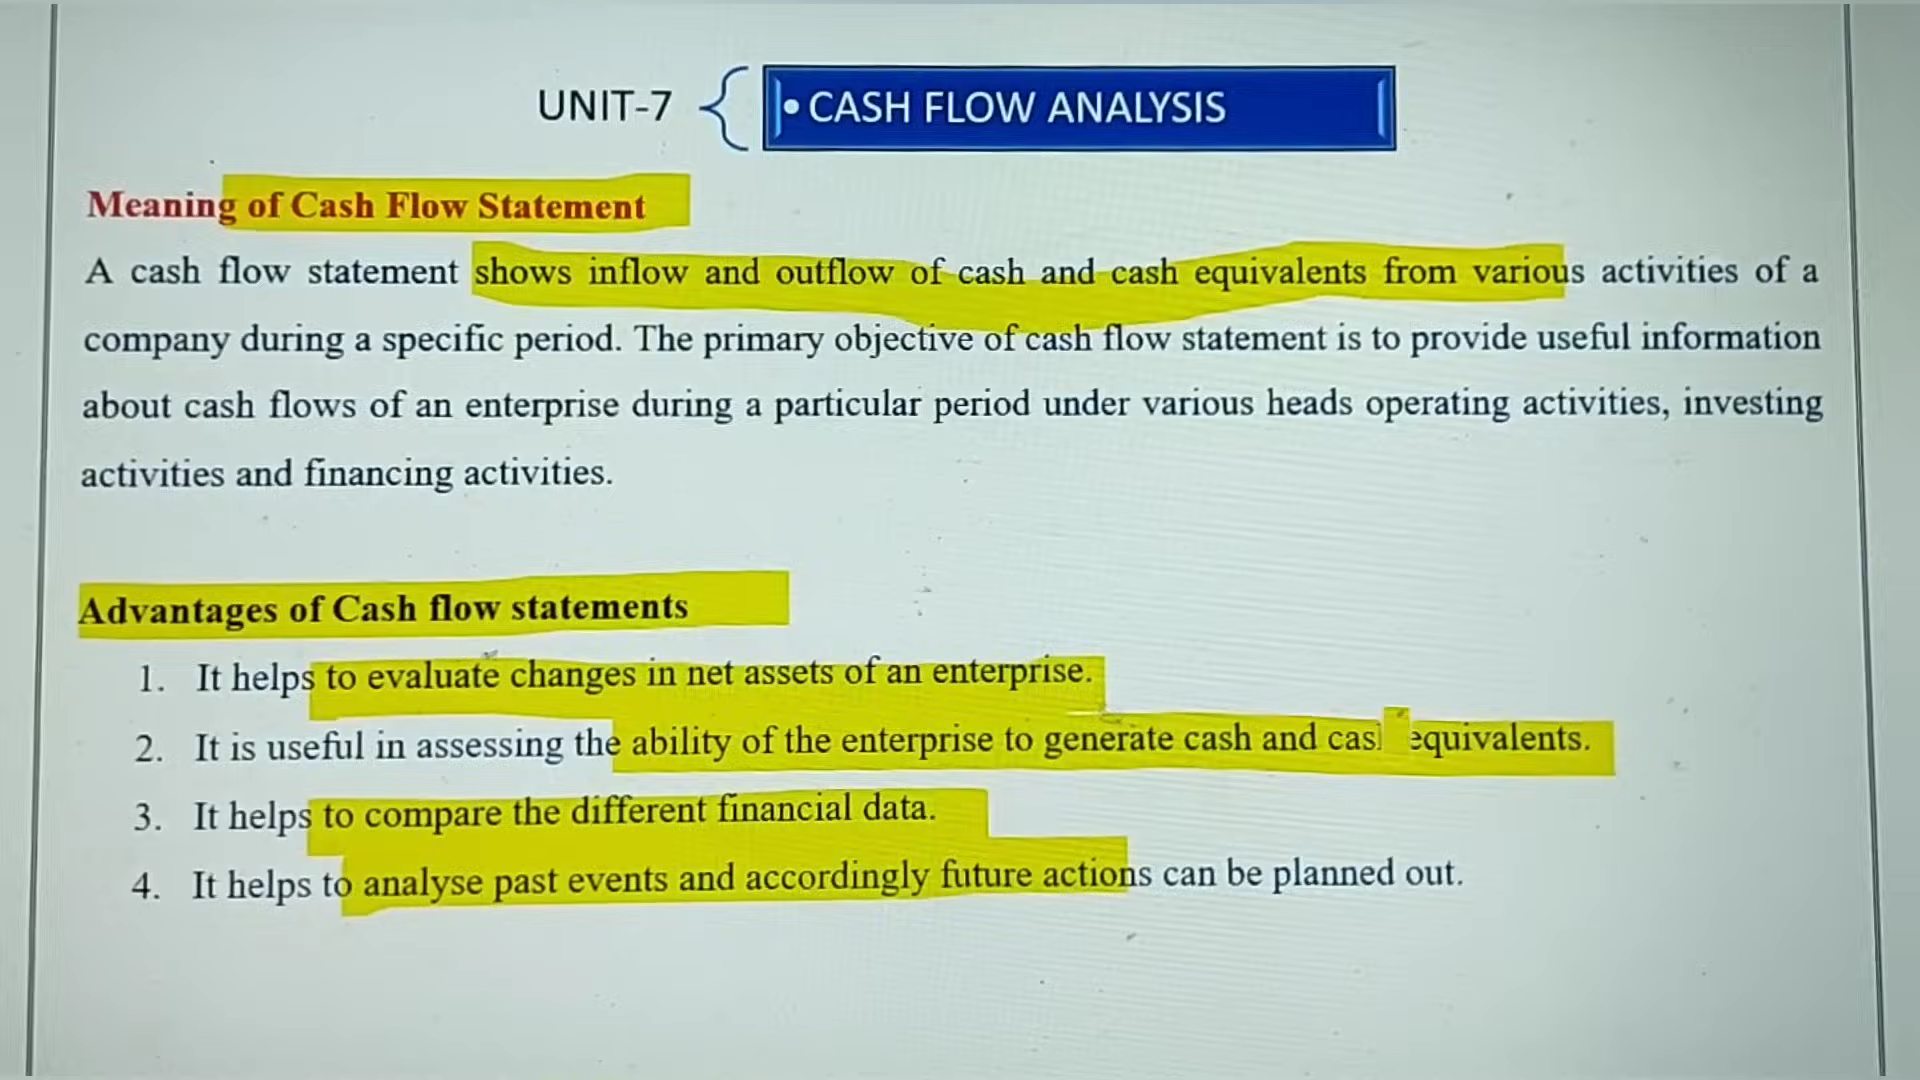 UNIT-7 • CASH FLOW ANALYSIS
Meaning of Cash Flow Statement
A cash flow statement shows inflow and outflow of cash and cash equivalents from various activities of a
company during a specific period. The primary objective of cash flow statement is to provide useful information
about cash flows of an enterprise during a particular period under various heads operating activities, investing
activities and financing activities.
Advantages of Cash flow statements
1. It helps to evaluate changes in net assets of an enterprise.
2. It is useful in assessing the ability of the enterprise to generate cash and cash equivalents.
3. It helps to compare the different financial data.
4. It helps to analyse past events and accordingly future actions can be planned out.